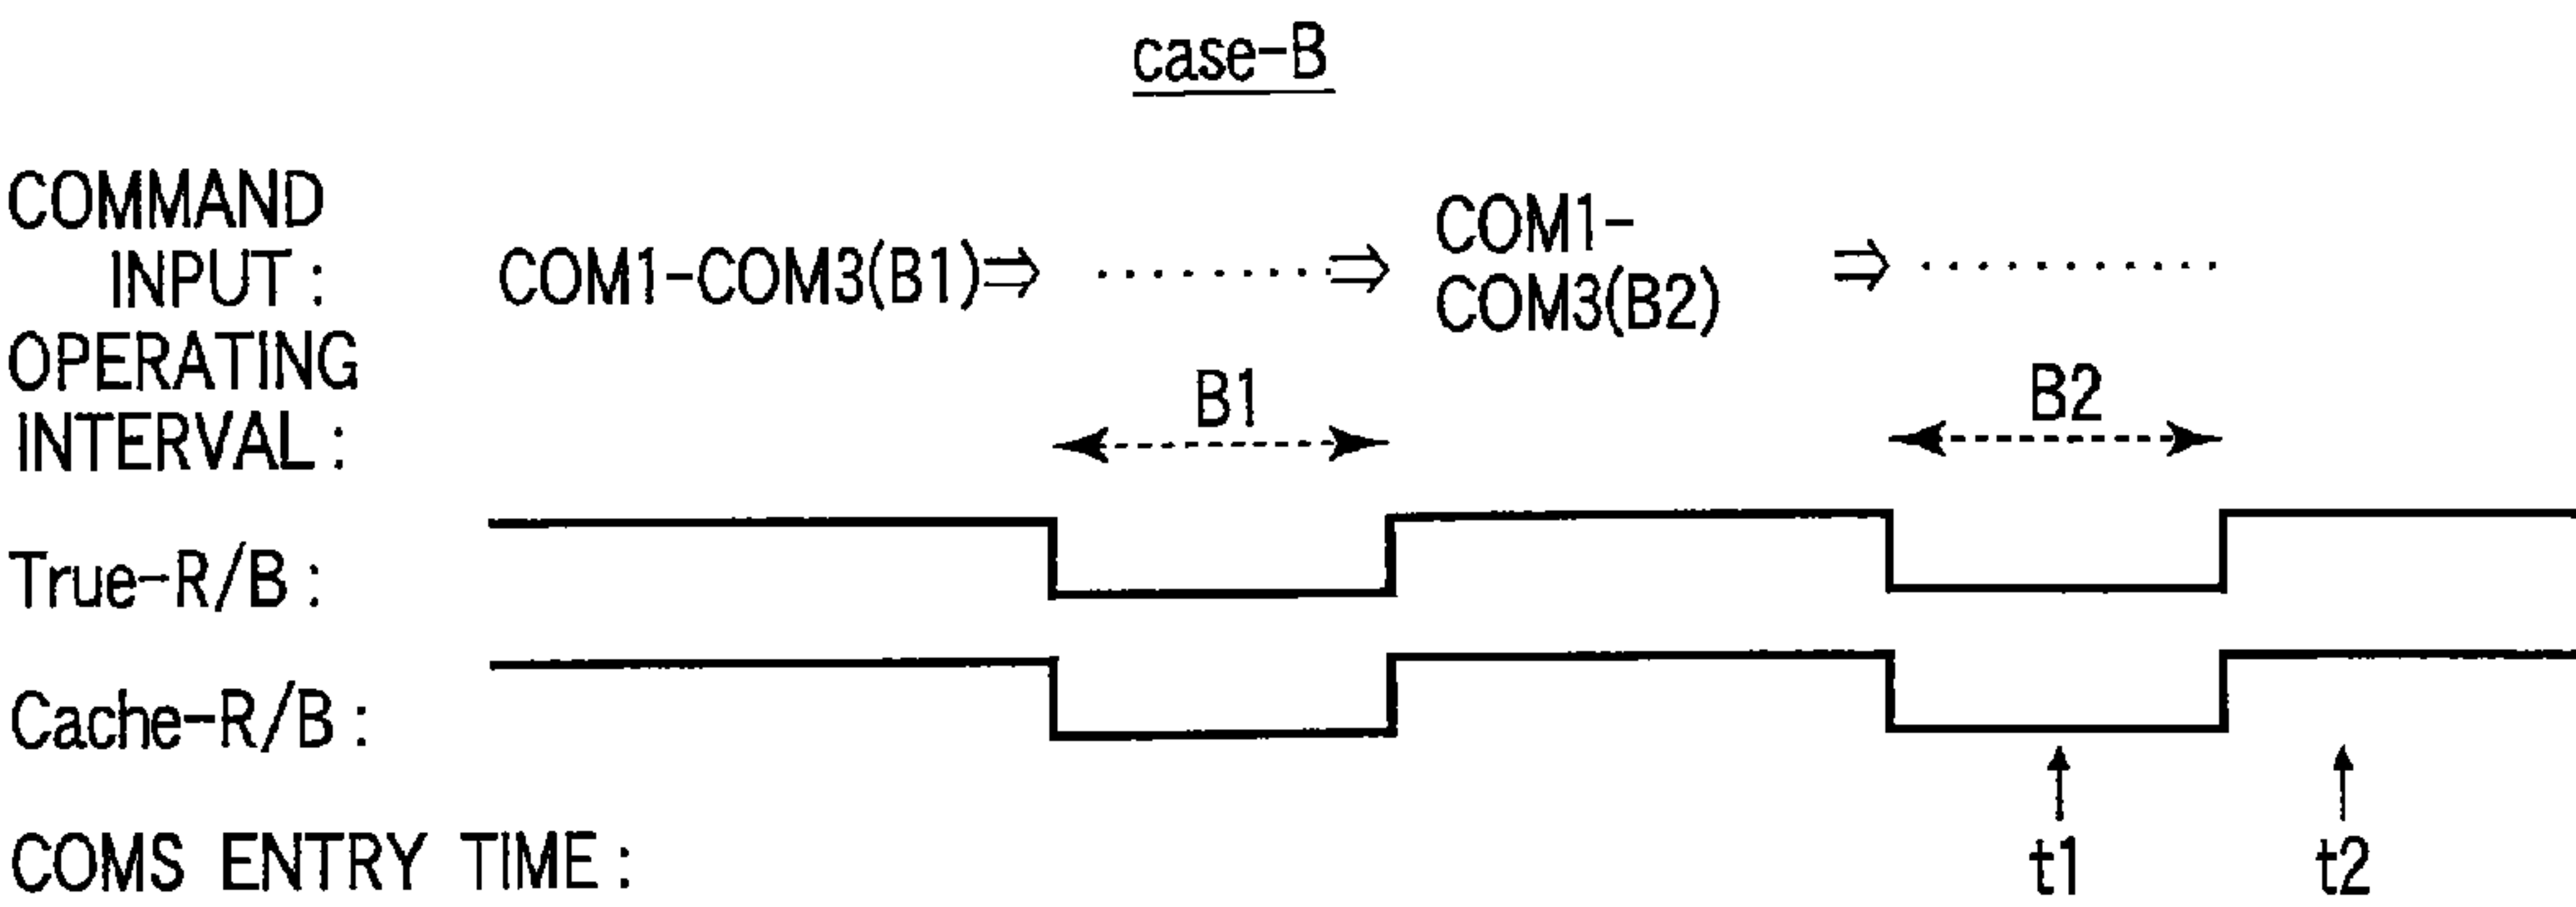 case-B
COMMAND
INPUT :
COM1-COM3(B1)⇒ ·········⇒ COM1-
COM3(B2)
⇒ ···········
OPERATING
INTERVAL :
B1
B2
True-R/B :
Cache-R/B :
COMS ENTRY TIME :
t1
t2